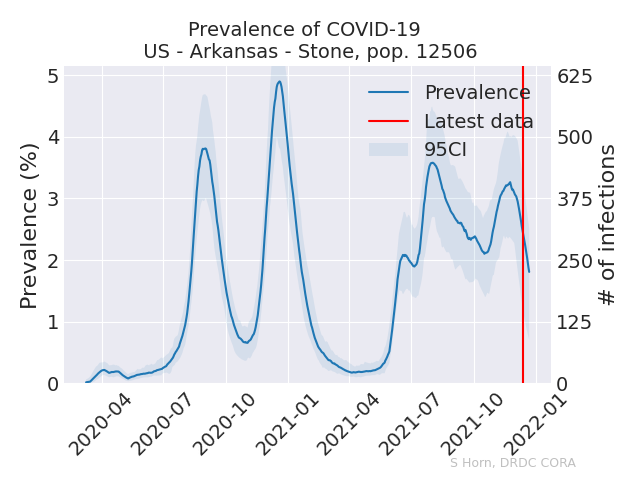 Prevalence of COVID-19
US - Arkansas - Stone, pop. 12506
Prevalence (%)
5
4
3
2
1
0
625
500
375
250
125
0
# of infections
Prevalence
Latest data
95CI
2020-04
2020-07
2020-10
2021-01
2021-04
2021-07
2021-10
2022-01
S Horn, DRDC CORA